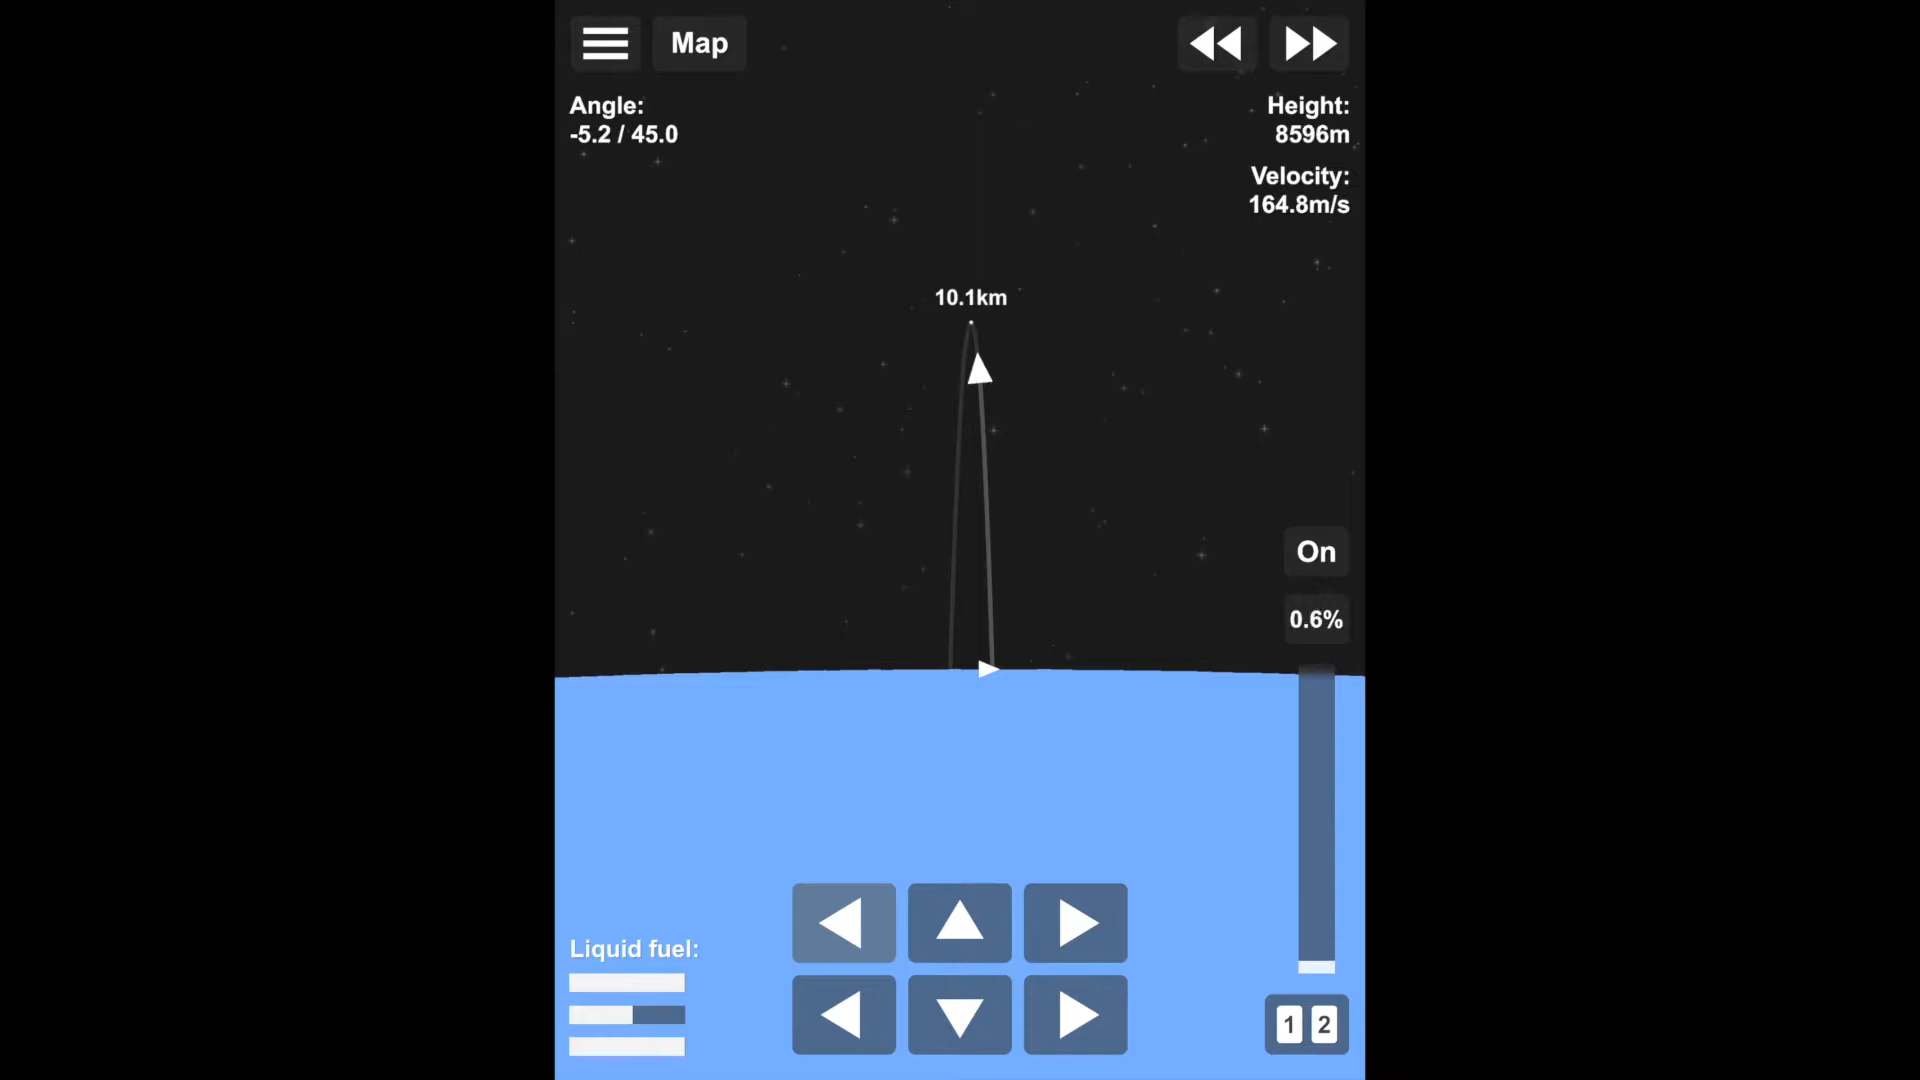 Map
Angle:
-5.2 / 45.0
Height:
8596m
Velocity:
164.8m/s
10.1km
On
0.6%
Liquid fuel:
1 2